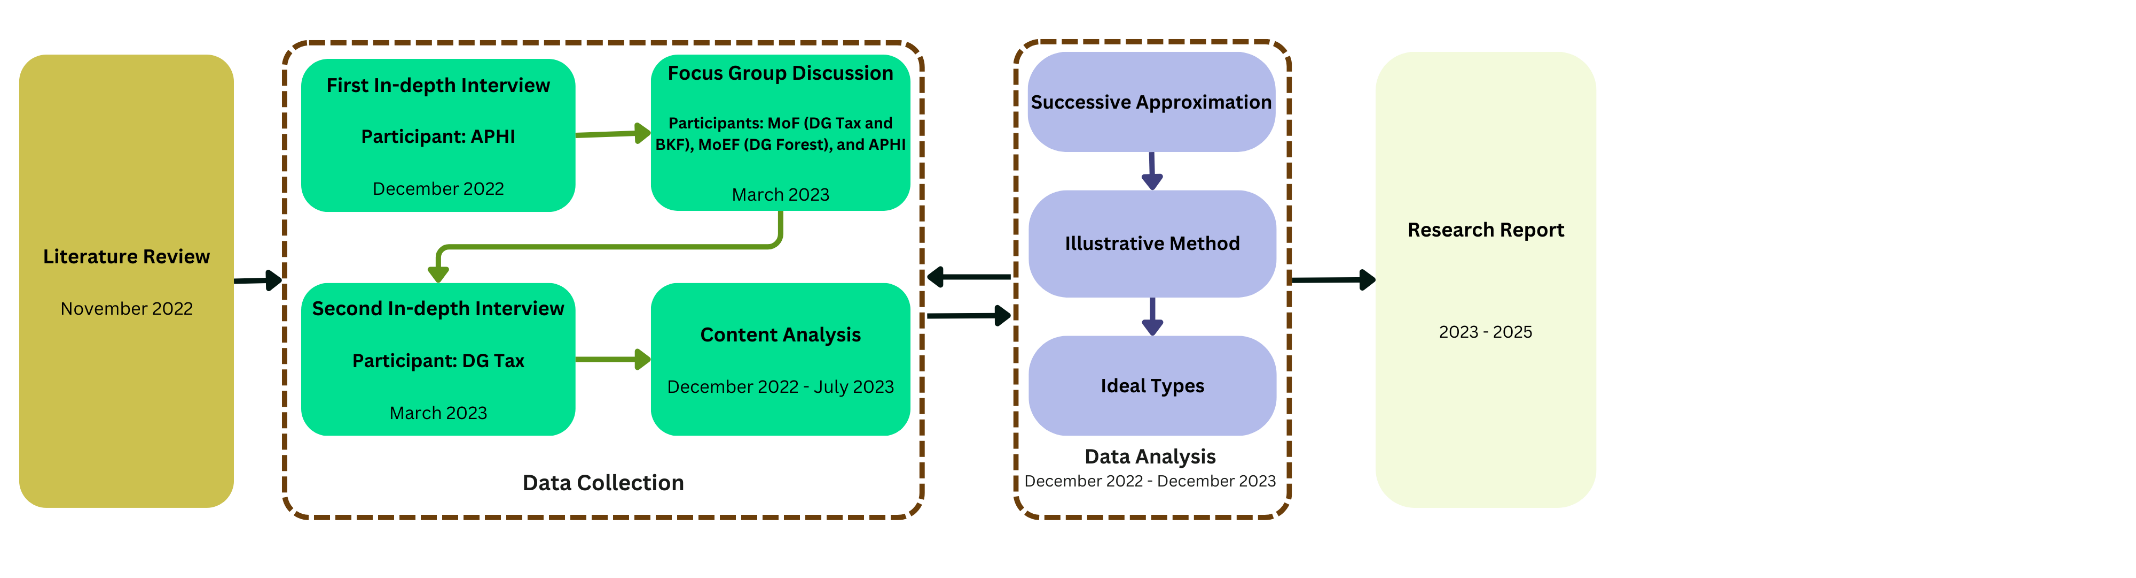 Literature Review
November 2022
First In-depth Interview
Participant: APHI
December 2022
Focus Group Discussion
Participants: MoF (DG Tax and
BKF), MoEF (DG Forest), and APHI
March 2023
Second In-depth Interview
Participant: DG Tax
March 2023
Content Analysis
December 2022 - July 2023
Data Collection
Successive Approximation
Illustrative Method
Ideal Types
Data Analysis
December 2022 - December 2023
Research Report
2023 - 2025